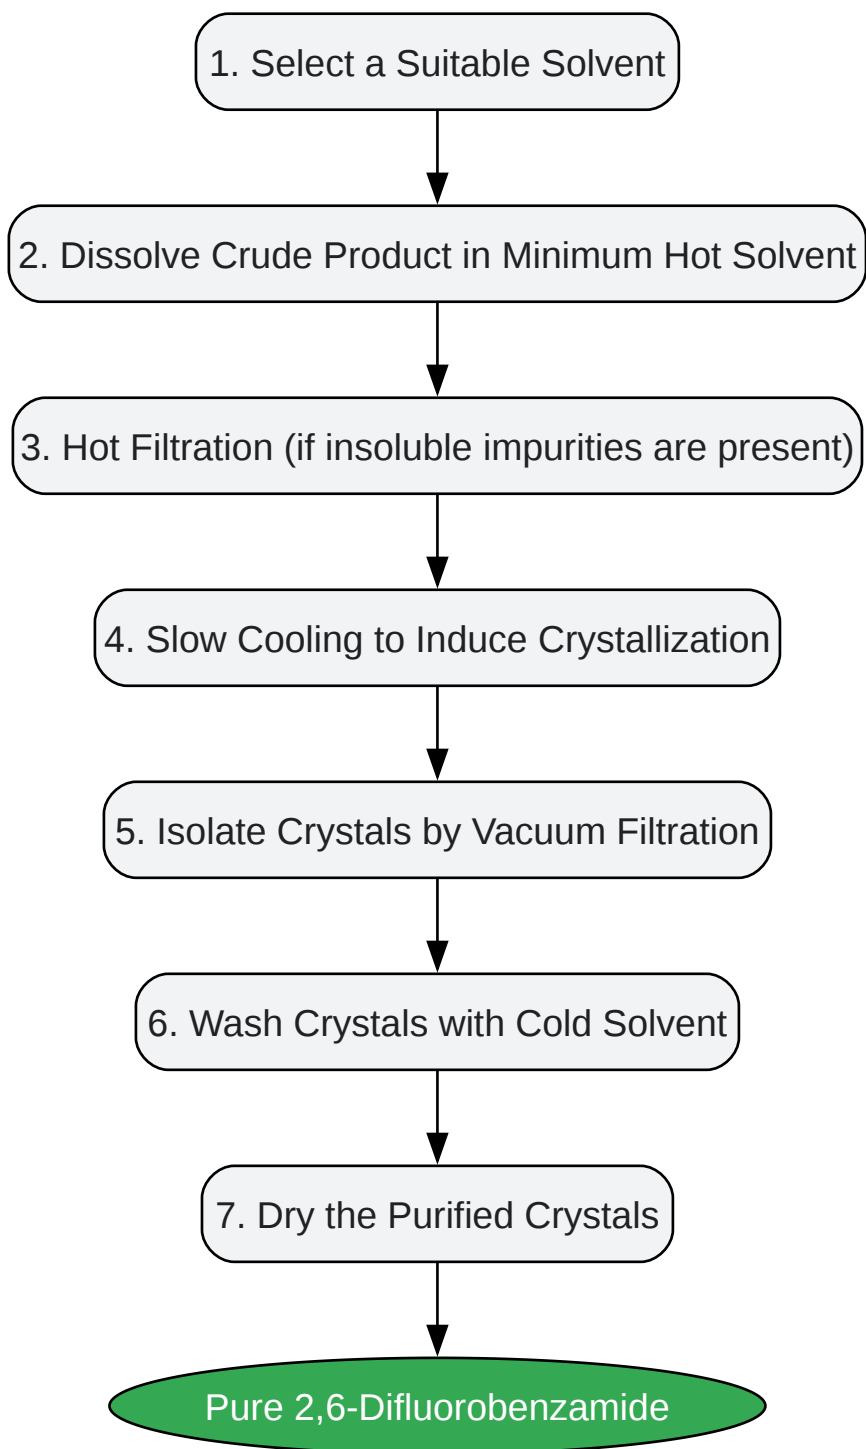 1. Select a Suitable Solvent
2. Dissolve Crude Product in Minimum Hot Solvent
3. Hot Filtration (if insoluble impurities are present)
4. Slow Cooling to Induce Crystallization
5. Isolate Crystals by Vacuum Filtration
6. Wash Crystals with Cold Solvent
7. Dry the Purified Crystals
Pure 2,6-Difluorobenzamide